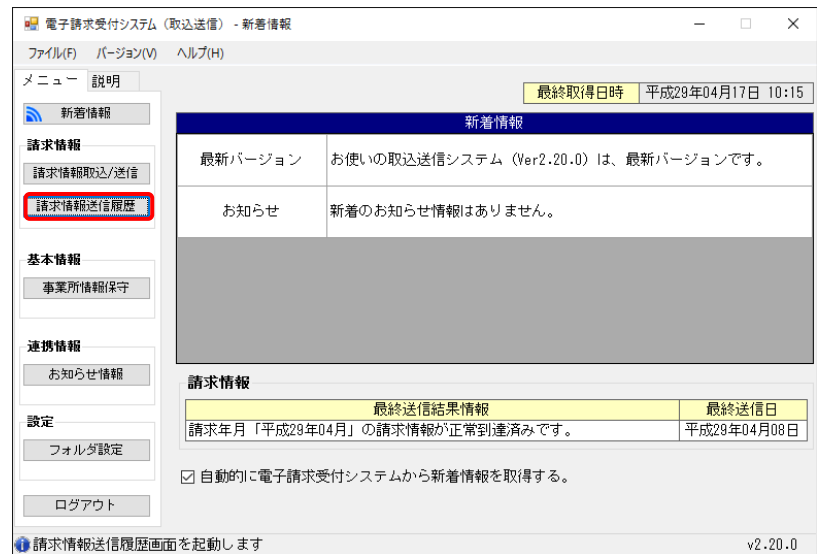 電子請求受付システム（取込送信） - 新着情報
ファイル(F) バージョン(V) ヘルプ(H)
メニュー 説明
新着情報
請求情報
請求情報取込/送信
請求情報送信履歴
基本情報
事業所情報保守
連携情報
お知らせ情報
設定
フォルダ設定
ログアウト
最終取得日時 平成29年04月17日 10:15
新着情報
最新バージョン お使いの取込送信システム（Ver2.20.0）は、最新バージョンです。
お知らせ 新着のお知らせ情報はありません。
請求情報
最終送信結果情報 最終送信日
請求年月「平成29年04月」の請求情報が正常到達済みです。 平成29年04月08日
自動的に電子請求受付システムから新着情報を取得する。
請求情報送信履歴画面を起動します v2.20.0